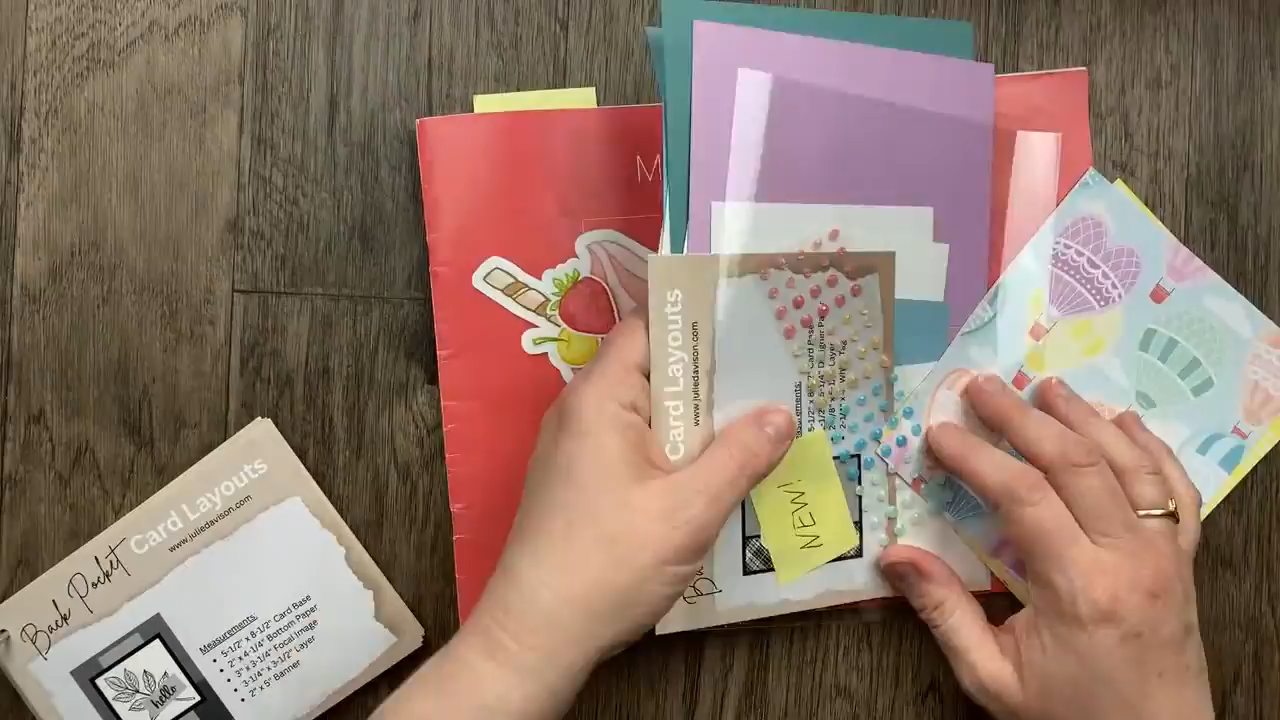 Back Pocket
Card Layouts
www.juliedavison.com
Measurements:
5-1/2" x 8-1/2" Card Base
2" x 4-1/4" Bottom Paper
3" x 3-1/4" Focal Image
3-1/4" x 3-1/2" Layer
2" x 5" Banner
hello
M
Card Layouts
www.juliedavison.com
NEW!